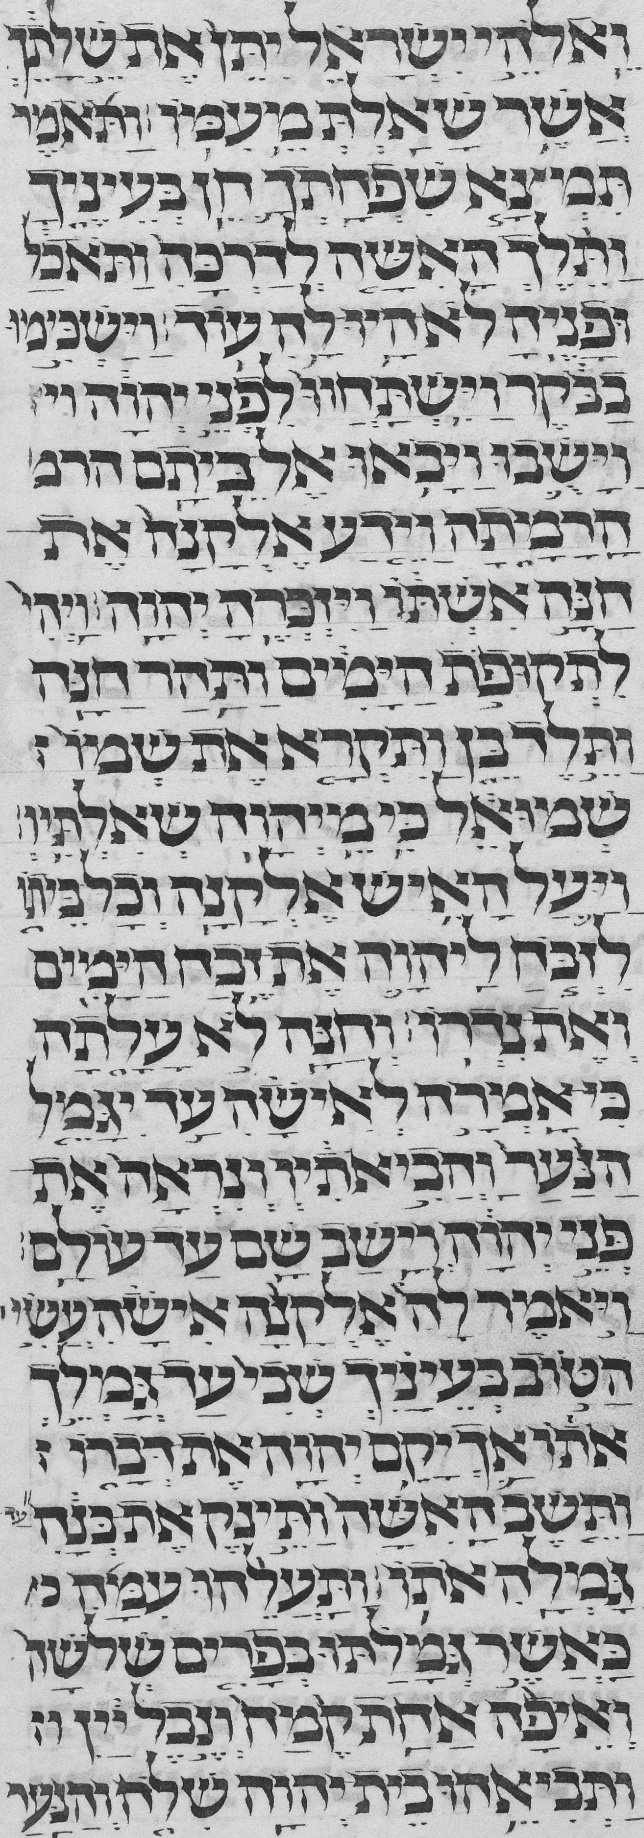 ואלהי ישראל יתן את שלתך
אשר שאלת מעמו ותאמר
תמצא שפחתך חן בעיניך
ותלך האשה לדרכה ותאכל
ופניה לא היו לה עוד וישכימו
בבקר וישתחוו לפני יהוה וי
וישבו ויבאו אל ביתם הרמ
הרמתה וידע אלקנה את
חנה אשתו ויזכרה יהוה ויהי
לתקופת הימים ותהר חנה
ותלד בן ותקרא את שמו
שמואל כי מיהוה שאלתיו
ויעל האיש אלקנה וכל ביתו
לזבח ליהוה את זבח הימים
ואת נדרו וחנה לא עלתה
כי אמרה לאישה עד יגמל
הנער והביאתיו ונראה את
פני יהוה וישב שם עד עולם
ויאמר לה אלקנה אישה עשי
הטוב בעיניך שבי עד גמלך
אתו אך יקם יהוה את דברו
ותשב האשה ותינק את בנה עד
גמלה אתו ותעלהו עמה כ
כאשר גמלתו בפרים שלשה
ואיפה אחת קמח ונבל יין וי
ותביאהו בית יהוה שלה והנער